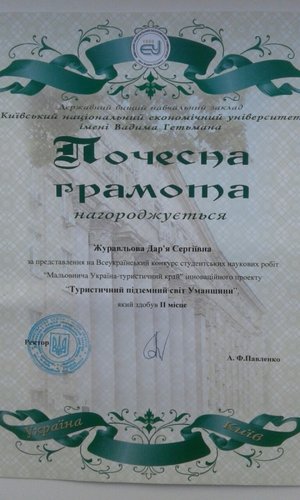 Державний вищий навчальний заклад
Київський національний економічний університет
імені Вадима Гетьмана
Почесна
грамота
нагороджується
Журавльова Дар'я Сергіївна
за представлення на Всеукраїнський конкурс студентських наукових робіт
"Мальовнича Україна-туристичний край" інноваційного проекту
"Туристичний підземний світ Уманщини"
який здобув ІІ місце
Ректор
А. Ф.Павленко
Україна
Київ